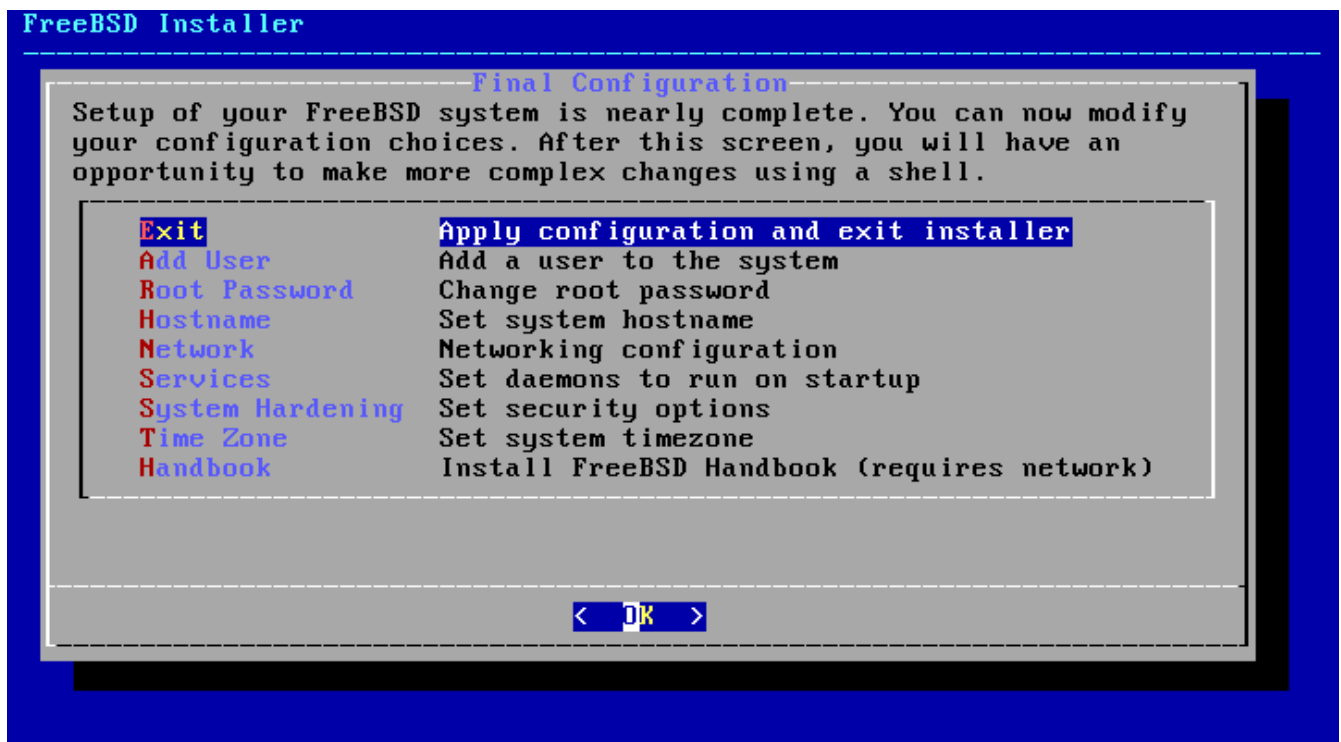 FreeBSD Installer
Final Configuration
Setup of your FreeBSD system is nearly complete. You can now modify
your configuration choices. After this screen, you will have an
opportunity to make more complex changes using a shell.
Exit Apply configuration and exit installer
Add User Add a user to the system
Root Password Change root password
Hostname Set system hostname
Network Networking configuration
Services Set daemons to run on startup
System Hardening Set security options
Time Zone Set system timezone
Handbook Install FreeBSD Handbook (requires network)
< OK >